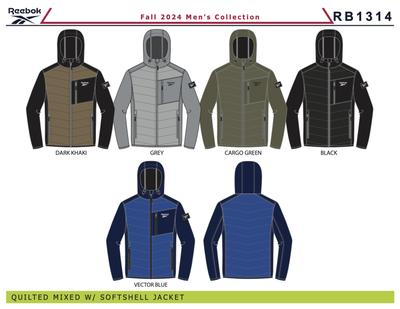 Reebok
Fall 2024 Men's Collection
RB1314
DARK KHAKI
GREY
CARGO GREEN
BLACK
VECTOR BLUE
QUILTED MIXED W/ SOFTSHELL JACKET